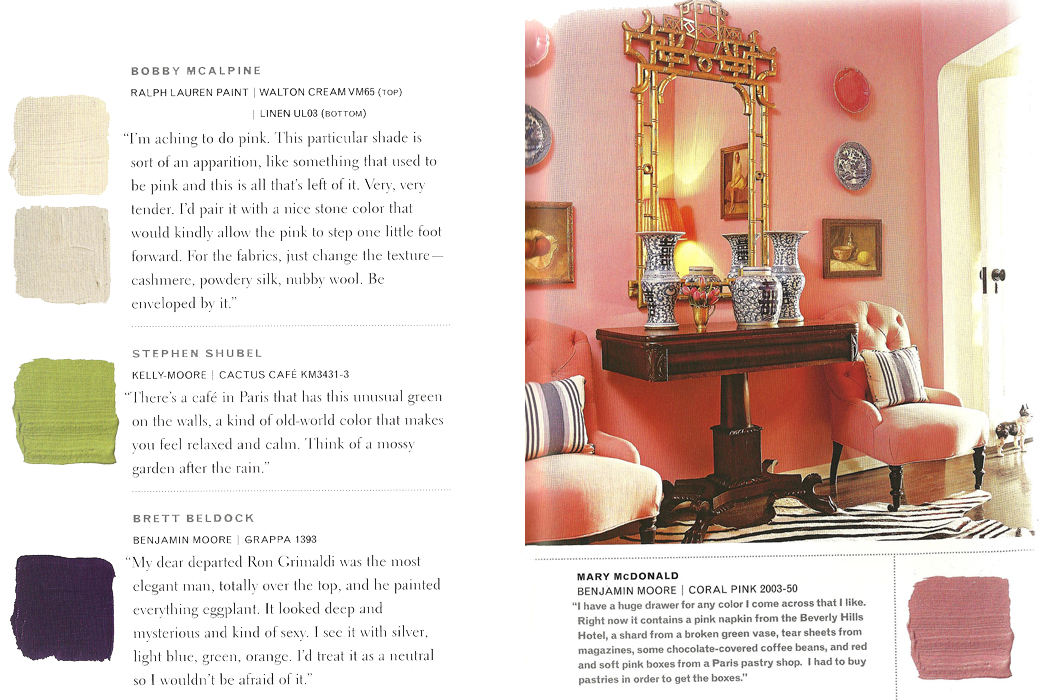 BOBBY MCALPINE
RALPH LAUREN PAINT | WALTON CREAM VM65 (TOP)
| LINEN UL03 (BOTTOM)
“I’m aching to do pink. This particular shade is
sort of an apparition, like something that used to
be pink and this is all that’s left of it. Very, very
tender. I’d pair it with a nice stone color that
would kindly allow the pink to step one little foot
forward. For the fabrics, just change the texture—
cashmere, powdery silk, nubby wool. Be
enveloped by it.”
STEPHEN SHUBEL
KELLY-MOORE | CACTUS CAFÉ KM3431-3
“There’s a café in Paris that has this unusual green
on the walls, a kind of old-world color that makes
you feel relaxed and calm. Think of a mossy
garden after the rain.”
BRETT BELDOCK
BENJAMIN MOORE | GRAPPA 1393
“My dear departed Ron Grimaldi was the most
elegant man, totally over the top, and he painted
everything eggplant. It looked deep and
mysterious and kind of sexy. I see it with silver,
light blue, green, orange. I’d treat it as a neutral
so I wouldn’t be afraid of it.”
MARY McDONALD
BENJAMIN MOORE | CORAL PINK 2003-50
“I have a huge drawer for any color I come across that I like.
Right now it contains a pink napkin from the Beverly Hills
Hotel, a shard from a broken green vase, tear sheets from
magazines, some chocolate-covered coffee beans, and red
and soft pink boxes from a Paris pastry shop. I had to buy
pastries in order to get the boxes.”